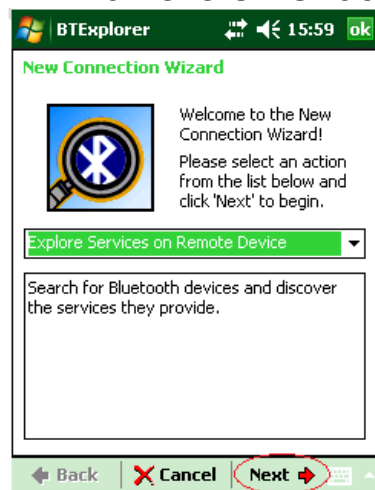 BTExplorer 15:59 ok
New Connection Wizard
Welcome to the New
Connection Wizard!
Please select an action
from the list below and
click 'Next' to begin.
Explore Services on Remote Device
Search for Bluetooth devices and discover
the services they provide.
Back Cancel Next